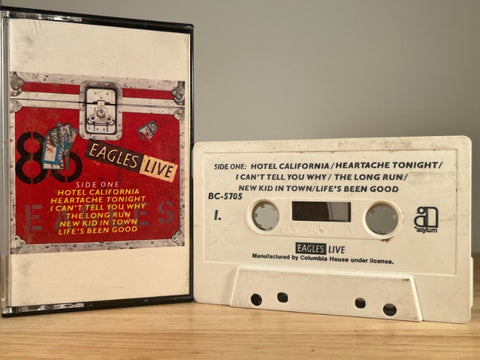 86
EAGLES LIVE
SIDE ONE
HOTEL CALIFORNIA
HEARTACHE TONIGHT
I CAN'T TELL YOU WHY
THE LONG RUN
NEW KID IN TOWN
LIFE'S BEEN GOOD
EAGLES
SIDE ONE: HOTEL CALIFORNIA/HEARTACHE TONIGHT/
I CAN'T TELL YOU WHY/THE LONG RUN/
NEW KID IN TOWN/LIFE'S BEEN GOOD
BC-5705
I.
a
asylum
EAGLES LIVE
Manufactured by Columbia House under license.